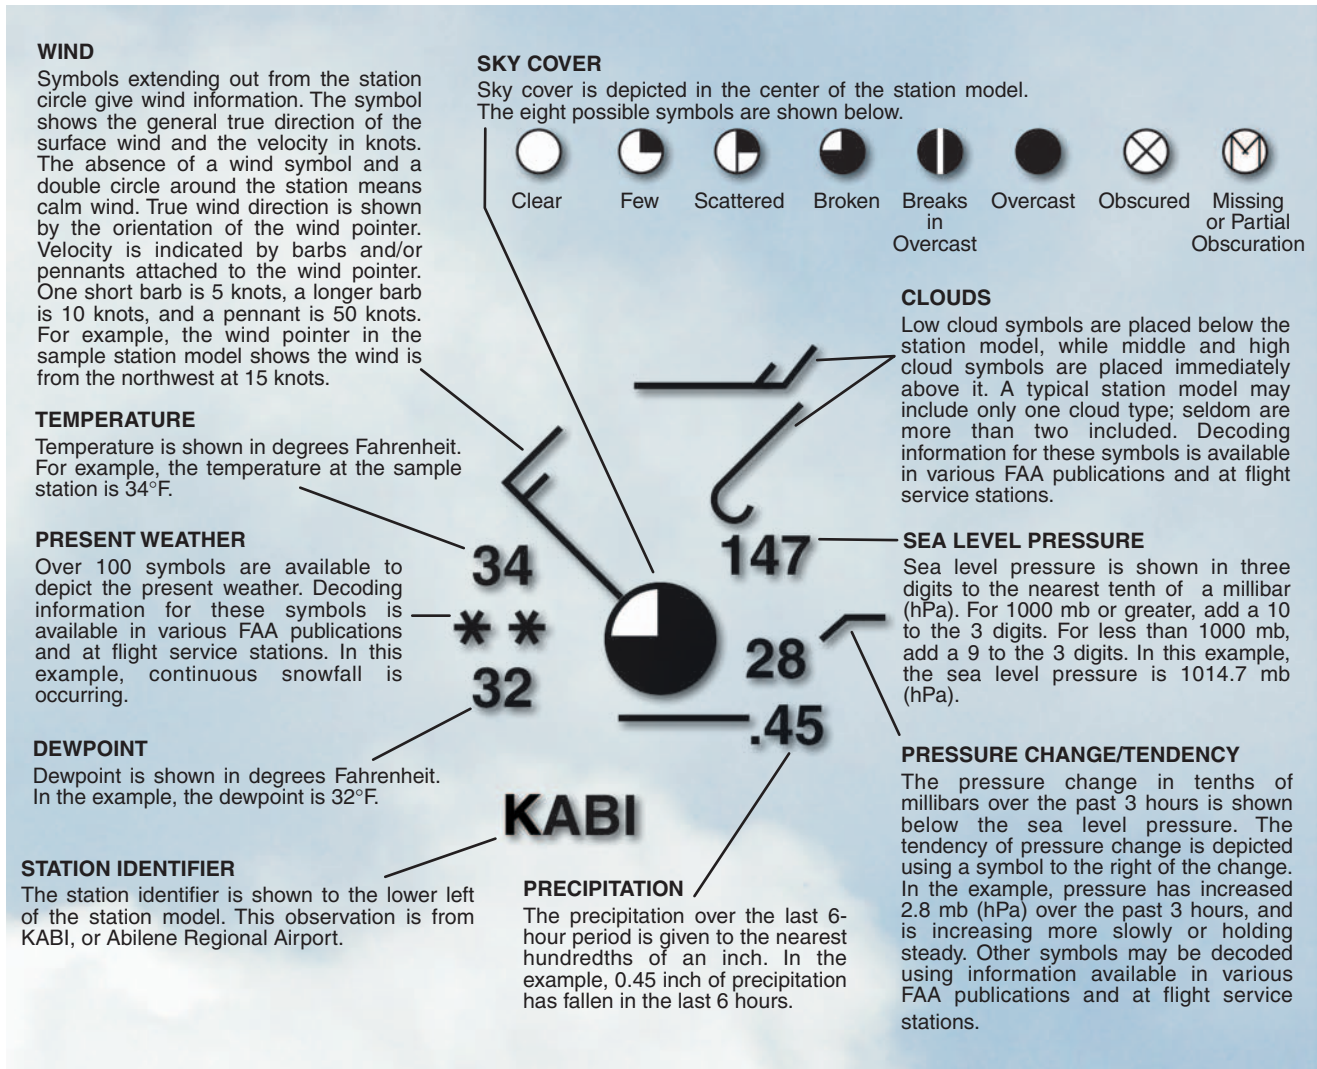 WIND
Symbols extending out from the station
circle give wind information. The symbol
shows the general true direction of the
surface wind and the velocity in knots.
The absence of a wind symbol and a
double circle around the station means
calm wind. True wind direction is shown
by the orientation of the wind pointer.
Velocity is indicated by barbs and/or
pennants attached to the wind pointer.
One short barb is 5 knots, a longer barb
is 10 knots, and a pennant is 50 knots.
For example, the wind pointer in the
sample station model shows the wind is
from the northwest at 15 knots.
TEMPERATURE
Temperature is shown in degrees Fahrenheit.
For example, the temperature at the sample
station is 34°F.
PRESENT WEATHER
Over 100 symbols are available to
depict the present weather. Decoding
information for these symbols is
available in various FAA publications
and at flight service stations. In this
example, continuous snowfall is
occurring.
DEWPOINT
Dewpoint is shown in degrees Fahrenheit.
In the example, the dewpoint is 32°F.
STATION IDENTIFIER
The station identifier is shown to the lower left
of the station model. This observation is from
KABI, or Abilene Regional Airport.
SKY COVER
Sky cover is depicted in the center of the station model.
The eight possible symbols are shown below.
Clear
Few
Scattered
Broken
Breaks
in
Overcast
Overcast
Obscured
Missing
or Partial
Obscuration
34
32
147
28
.45
KABI
PRECIPITATION
The precipitation over the last 6-
hour period is given to the nearest
hundredths of an inch. In the
example, 0.45 inch of precipitation
has fallen in the last 6 hours.
CLOUDS
Low cloud symbols are placed below the
station model, while middle and high
cloud symbols are placed immediately
above it. A typical station model may
include only one cloud type; seldom are
more than two included. Decoding
information for these symbols is available
in various FAA publications and at flight
service stations.
SEA LEVEL PRESSURE
Sea level pressure is shown in three
digits to the nearest tenth of a millibar
(hPa). For 1000 mb or greater, add a 10
to the 3 digits. For less than 1000 mb,
add a 9 to the 3 digits. In this example,
the sea level pressure is 1014.7 mb
(hPa).
PRESSURE CHANGE/TENDENCY
The pressure change in tenths of
millibars over the past 3 hours is shown
below the sea level pressure. The
tendency of pressure change is depicted
using a symbol to the right of the change.
In the example, pressure has increased
2.8 mb (hPa) over the past 3 hours, and
is increasing more slowly or holding
steady. Other symbols may be decoded
using information available in various
FAA publications and at flight service
stations.